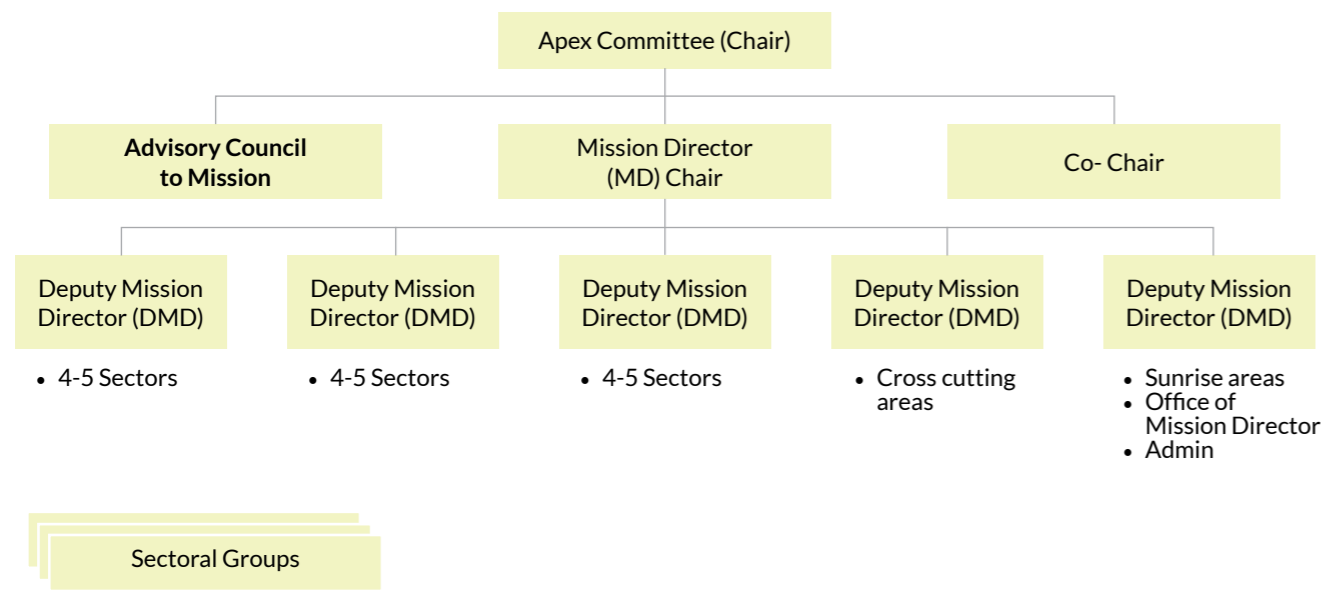 Apex Committee (Chair)
Advisory Council
to Mission
Mission Director
(MD) Chair
Co- Chair
Deputy Mission
Director (DMD)
• 4-5 Sectors
Deputy Mission
Director (DMD)
• 4-5 Sectors
Deputy Mission
Director (DMD)
• 4-5 Sectors
Deputy Mission
Director (DMD)
• Cross cutting
areas
Deputy Mission
Director (DMD)
• Sunrise areas
• Office of
Mission Director
• Admin
Sectoral Groups